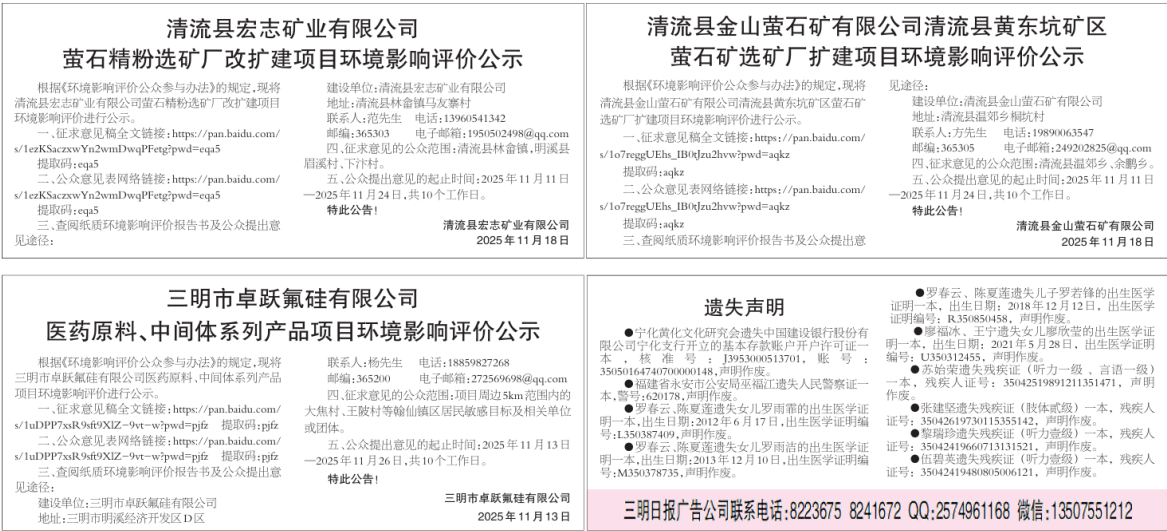 清流县宏志矿业有限公司
萤石精粉选矿厂改扩建项目环境影响评价公示
根据《环境影响评价公众参与办法》的规定,现将
清流县宏志矿业有限公司萤石精粉选矿厂改扩建项目
环境影响评价进行公示。
一、征求意见稿全文链接:https://pan.baidu.com/
s/1ezKSaczxwYn2wmDwqPFetg?pwd=eqa5
提取码:eqa5
二、公众意见表网络链接:https://pan.baidu.com/
s/1ezKSaczxwYn2wmDwqPFetg?pwd=eqa5
提取码:eqa5
三、查阅纸质环境影响评价报告书及公众提出意
见途径:
建设单位:清流县宏志矿业有限公司
地址:清流县林畲镇马友寨村
联系人:范先生 电话:13960541342
邮编:365303 电子邮箱:1950502498@qq.com
四、征求意见的公众范围:清流县林畲镇,明溪县
眉溪村、下汴村。
五、公众提出意见的起止时间:2025年11月11日
—2025年11月24日,共10个工作日。
特此公告!
清流县宏志矿业有限公司
2025年11月18日
清流县金山萤石矿有限公司清流县黄东坑矿区
萤石矿选矿厂扩建项目环境影响评价公示
根据《环境影响评价公众参与办法》的规定,现将
清流县金山萤石矿有限公司清流县黄东坑矿区萤石矿
选矿厂扩建项目环境影响评价进行公示。
一、征求意见稿全文链接:https://pan.baidu.com/
s/1o7reggUEhs_IB0tJzu2hvw?pwd=aqkz
提取码:aqkz
二、公众意见表网络链接:https://pan.baidu.com/
s/1o7reggUEhs_IB0tJzu2hvw?pwd=aqkz
提取码:aqkz
三、查阅纸质环境影响评价报告书及公众提出意
见途径:
建设单位:清流县金山萤石矿有限公司
地址:清流县温郊乡桐坑村
联系人:方先生 电话:19890063547
邮编:365305 电子邮箱:249202825@qq.com
四、征求意见的公众范围:清流县温郊乡、余鹏乡。
五、公众提出意见的起止时间:2025年11月11日
—2025年11月24日,共10个工作日。
特此公告!
清流县金山萤石矿有限公司
2025年11月18日
三明市卓跃氟硅有限公司
医药原料、中间体系列产品项目环境影响评价公示
根据《环境影响评价公众参与办法》的规定,现将
三明市卓跃氟硅有限公司医药原料、中间体系列产品
项目环境影响评价进行公示。
一、征求意见稿全文链接:https://pan.baidu.com/
s/1uDPP7xsR9sft9XIZ-9vt-w?pwd=pjfz 提取码:pjfz
二、公众意见表网络链接:https://pan.baidu.com/
s/1uDPP7xsR9sft9XIZ-9vt-w?pwd=pjfz 提取码:pjfz
三、查阅纸质环境影响评价报告书及公众提出意
见途径:
建设单位:三明市卓跃氟硅有限公司
地址:三明市明溪经济开发区D区
联系人:杨先生 电话:18859827268
邮编:365200 电子邮箱:272569698@qq.com
四、征求意见的公众范围:项目周边5km范围内的
大焦村、王陂村等翰仙镇区居民敏感目标及相关单位
或团体。
五、公众提出意见的起止时间:2025年11月13日
—2025年11月26日,共10个工作日。
特此公告!
三明市卓跃氟硅有限公司
2025年11月13日
遗失声明
●宁化黄化文化研究会遗失中国建设银行股份有
限公司宁化支行开立的基本存款账户开户许可证一
本,核准号:J3953000513701,账号:
35050164740700000148,声明作废。
●福建省永安市公安局巫福江遗失人民警察证一
本,警号:620178,声明作废。
●罗春云、陈夏莲遗失女儿罗雨霏的出生医学证
明一本,出生日期:2012年6月17日,出生医学证明编
号:L350387409,声明作废。
●罗春云、陈夏莲遗失女儿罗雨洁的出生医学证
明一本,出生日期:2013年12月10日,出生医学证明编
号:M350378735,声明作废。
●罗春云、陈夏莲遗失儿子罗若锋的出生医学
证明一本,出生日期:2018年12月12日,出生医学
证明编号:R350850458,声明作废。
●廖福冰、王宁遗失女儿廖欣莹的出生医学证
明一本,出生日期:2021年5月28日,出生医学证明
编号:U350312455,声明作废。
●苏始荣遗失残疾证(听力一级、言语一级)
一本,残疾人证号:35042519891211351471,声明
作废。
●张建坚遗失残疾证(肢体贰级)一本,残疾人
证号:35042619730115355142,声明作废。
●黎瑞珍遗失残疾证(听力壹级)一本,残疾人
证号:35042419660713131521,声明作废。
●伍碧英遗失残疾证(听力壹级)一本,残疾人
证号:35042419480805006121,声明作废。
三明日报广告公司联系电话:8223675 8241672 QQ:2574961168 微信:13507551212